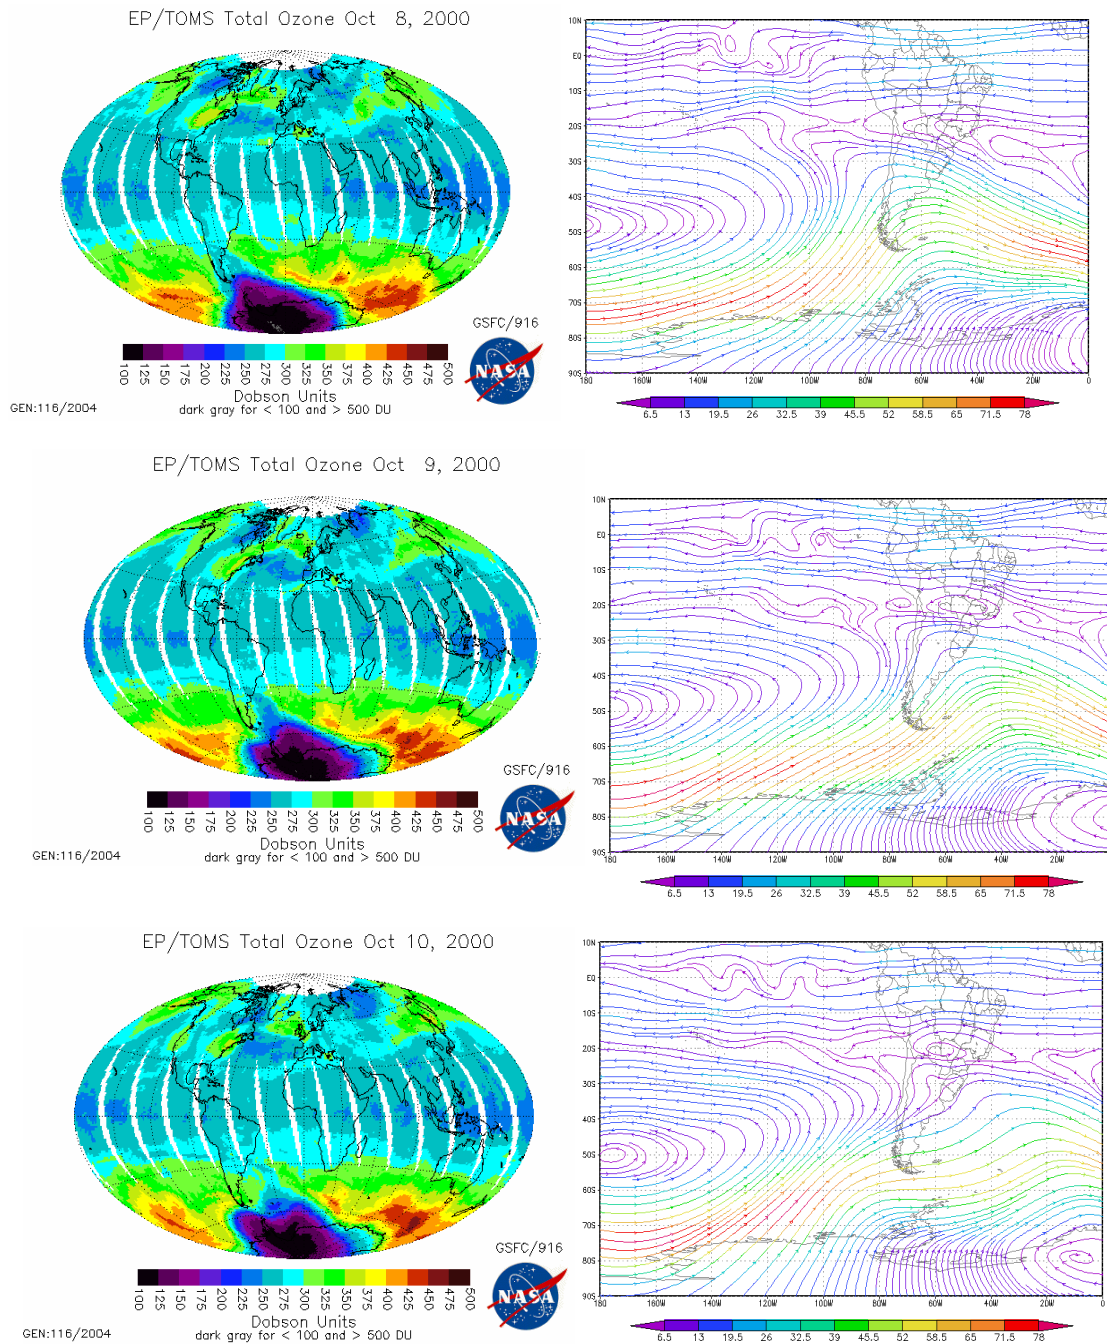 EP/TOMS Total Ozone Oct 8, 2000
GSFC/916
NASA
100 125 150 175 200 225 250 275 300 325 350 375 400 425 450 475 500
Dobson Units
dark gray for < 100 and > 500 DU
GEN:116/2004
10N
EQ
10S
20S
30S
40S
50S
60S
70S
80S
90S
180 160W 140W 120W 100W 80W 60W 40W 20W 0
6.5 13 19.5 26 32.5 39 45.5 52 58.5 65 71.5 78
EP/TOMS Total Ozone Oct 9, 2000
GSFC/916
NASA
100 125 150 175 200 225 250 275 300 325 350 375 400 425 450 475 500
Dobson Units
dark gray for < 100 and > 500 DU
GEN:116/2004
10N
EQ
10S
20S
30S
40S
50S
60S
70S
80S
90S
180 160W 140W 120W 100W 80W 60W 40W 20W 0
6.5 13 19.5 26 32.5 39 45.5 52 58.5 65 71.5 78
EP/TOMS Total Ozone Oct 10, 2000
GSFC/916
NASA
100 125 150 175 200 225 250 275 300 325 350 375 400 425 450 475 500
Dobson Units
dark gray for < 100 and > 500 DU
GEN:116/2004
10N
EQ
10S
20S
30S
40S
50S
60S
70S
80S
90S
180 160W 140W 120W 100W 80W 60W 40W 20W 0
6.5 13 19.5 26 32.5 39 45.5 52 58.5 65 71.5 78